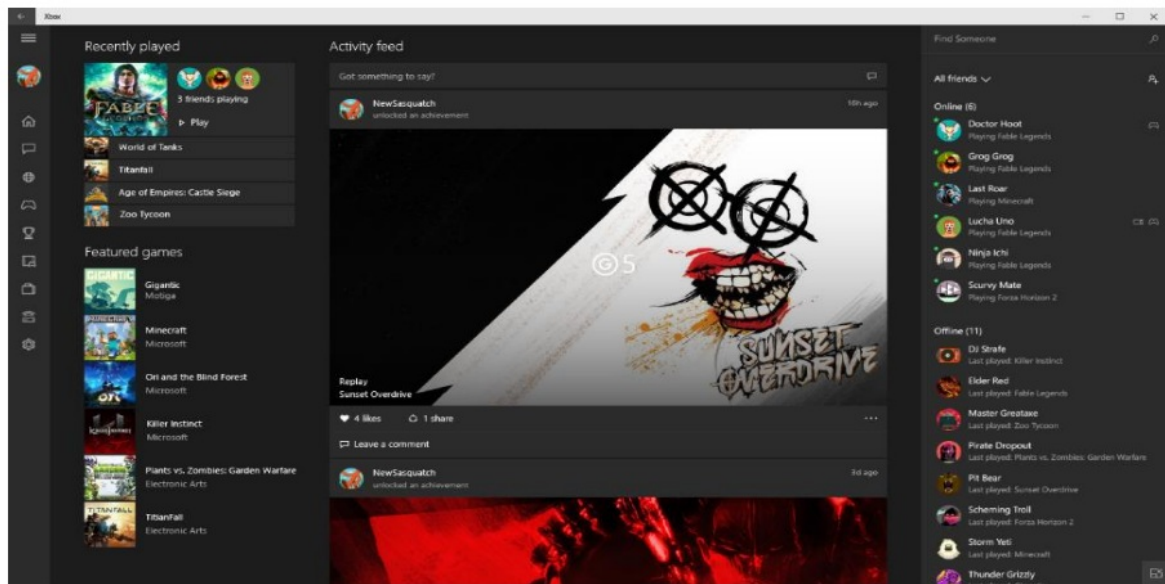 Xbox
Recently played
FABLE
LEGENDS
3 friends playing
Play
World of Tanks
Titanfall
Age of Empires: Castle Siege
Zoo Tycoon
Featured games
GIGANTIC
Gigantic
Motiga
MINECRAFT
Minecraft
Microsoft
ORI
Ori and the Blind Forest
Microsoft
Killer Instinct
Microsoft
Plants vs. Zombies: Garden Warfare
Electronic Arts
TITANFALL
TitanFall
Electronic Arts
Activity feed
Got something to say?
NewSasquatch
10h ago
unlocked an achievement
G 5
SUNSET
OVERDRIVE
Replay
Sunset Overdrive
4 likes
1 share
Leave a comment
NewSasquatch
3d ago
unlocked an achievement
Find Someone
All friends
Online (6)
Doctor Hoot
Playing Fable Legends
Grog Grog
Playing Fable Legends
Last Roar
Playing Minecraft
Lucha Uno
Playing Fable Legends
Ninja Ichi
Playing Fable Legends
Scurvy Mate
Playing Forza Horizon 2
Offline (11)
DJ Strafe
Last played: Killer Instinct
Elder Red
Last played: Fable Legends
Master Greataxe
Last played: Zoo Tycoon
Pirate Dropout
Last played: Plants vs. Zombies: Garden Warfare
Pit Bear
Last played: Sunset Overdrive
Scheming Troll
Last played: Forza Horizon 2
Storm Yeti
Last played: Minecraft
Thunder Grizzly